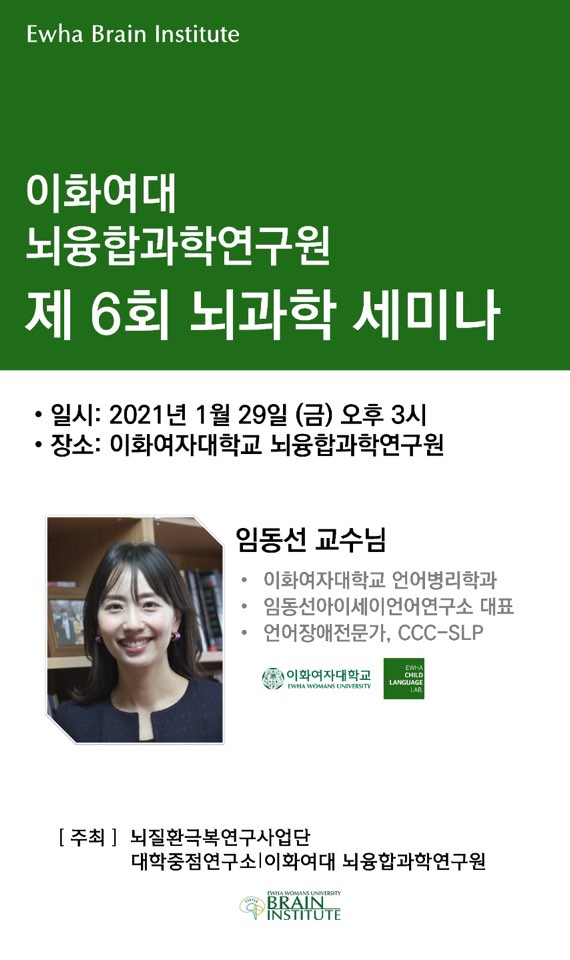 Ewha Brain Institute
이화여대
뇌융합과학연구원
제 6회 뇌과학 세미나
• 일시: 2021년 1월 29일 (금) 오후 3시
• 장소: 이화여자대학교 뇌융합과학연구원
임동선 교수님
• 이화여자대학교 언어병리학과
• 임동선아이세이언어연구소 대표
• 언어장애전문가, CCC-SLP
이화여자대학교
EWHA WOMANS UNIVERSITY
EWHA
CHILD
LANGUAGE
LAB.
[ 주최 ] 뇌질환극복연구사업단
대학중점연구소|이화여대 뇌융합과학연구원
EWHA WOMANS UNIVERSITY
BRAIN
INSTITUTE